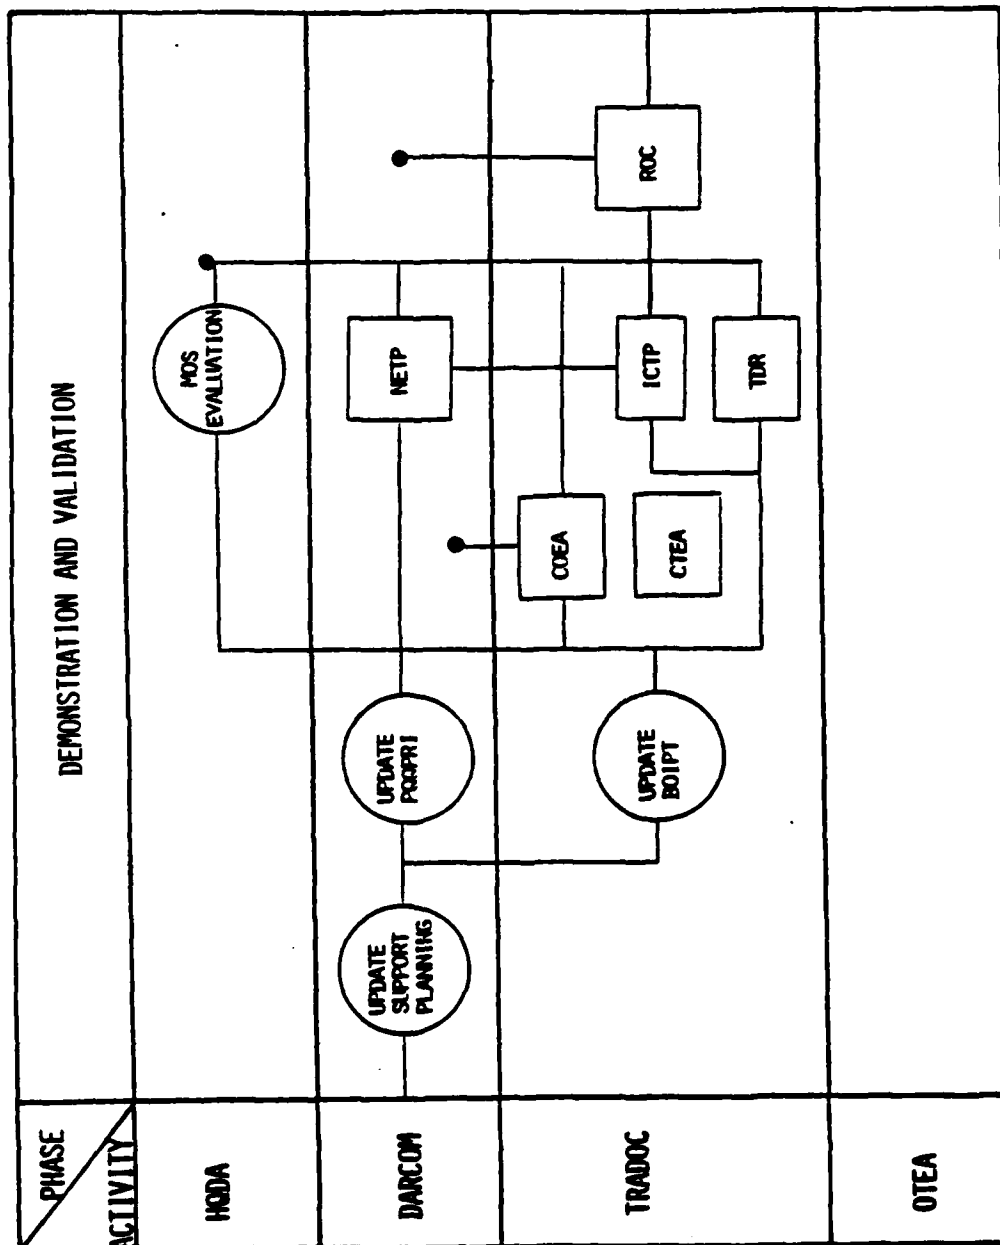 PHASE
ACTIVITY
DEMONSTRATION AND VALIDATION
HQDA
MOS
EVALUATION
DARCOM
UPDATE
SUPPORT
PLANNING
UPDATE
PQQPRI
NETP
TRADOC
UPDATE
BOIPT
COEA
CTEA
ICTP
TDR
ROC
OTEA